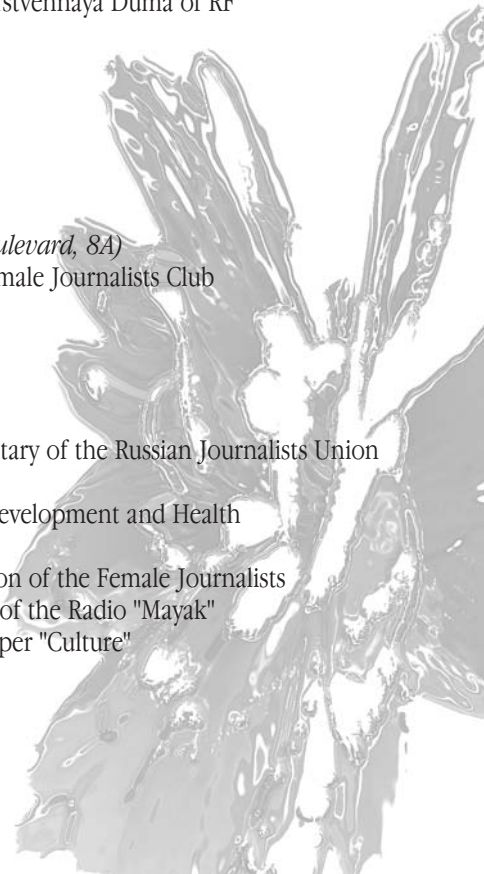 Duma of RF
ulevard, 8A)
male Journalists Club
tary of the Russian Journalists Union
evelopment and Health
on of the Female Journalists
of the Radio "Mayak"
per "Culture"